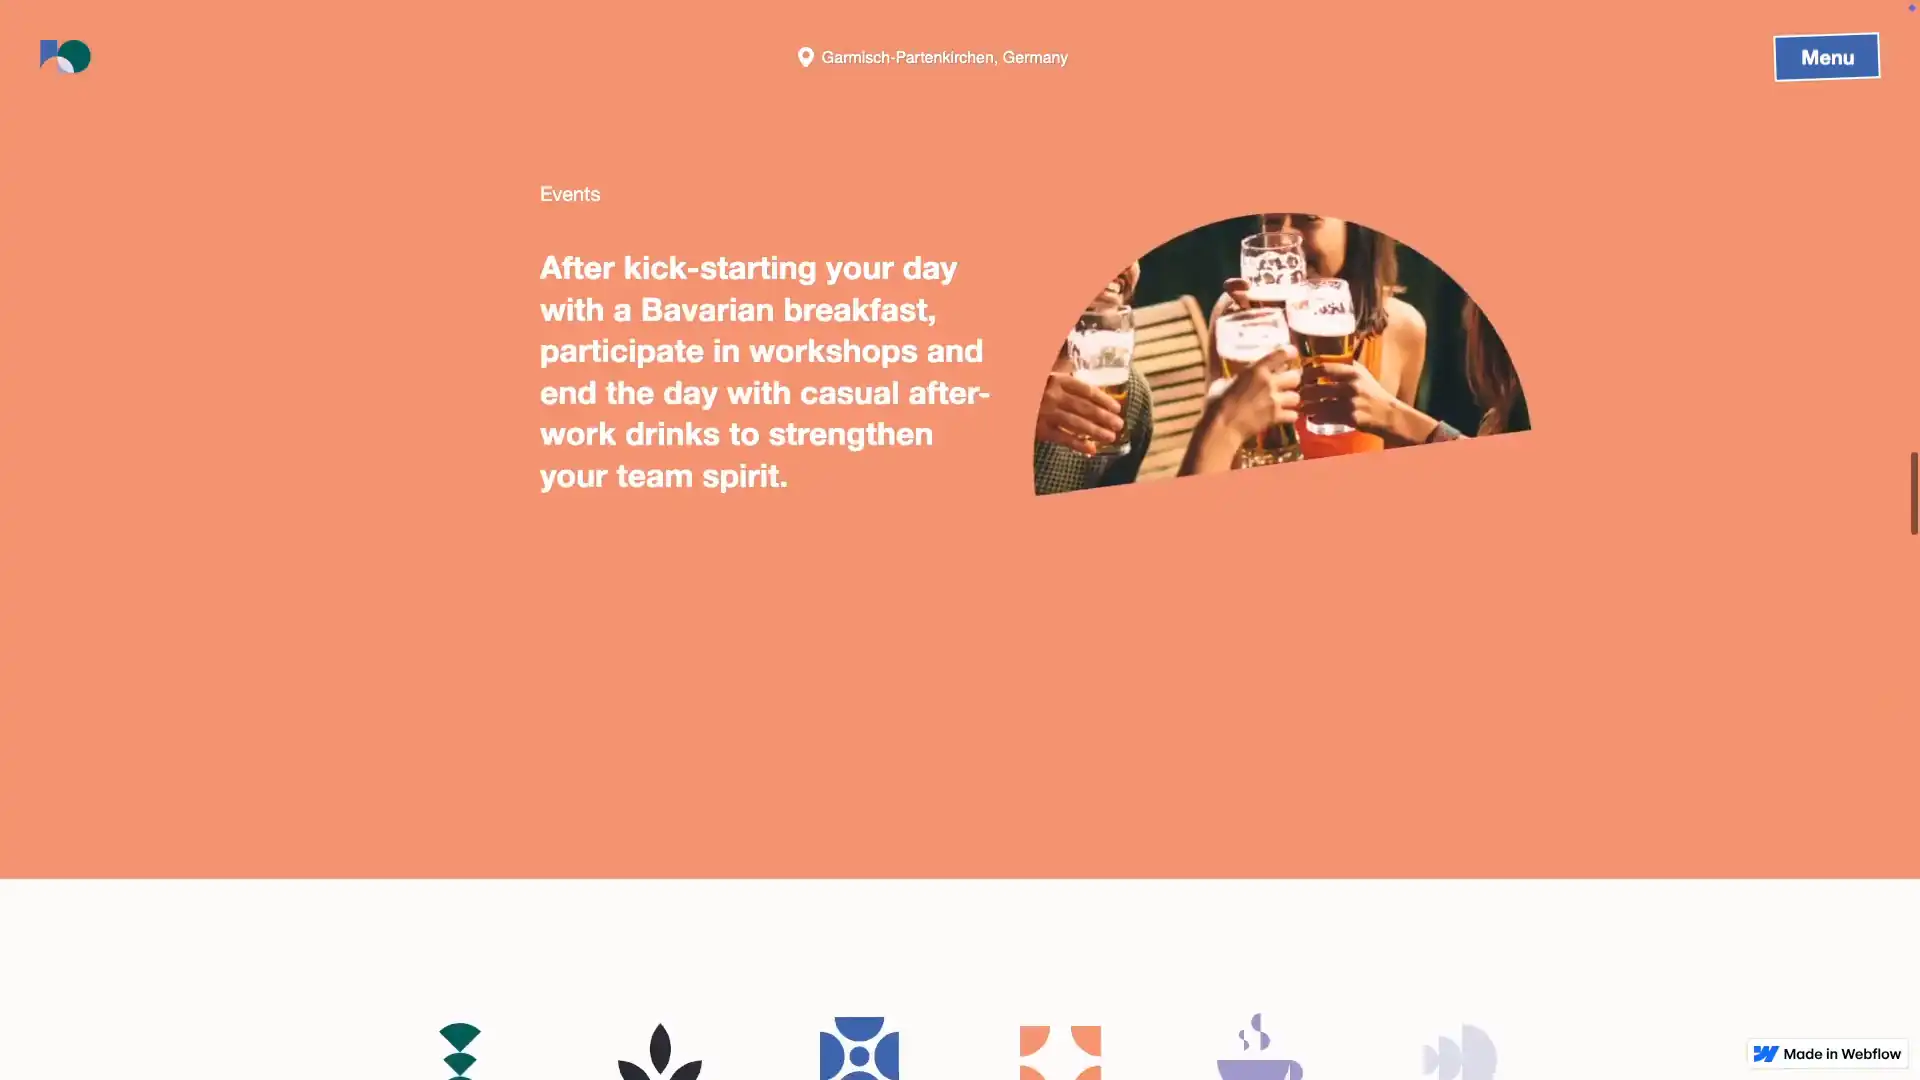 Garmisch-Partenkirchen, Germany
Menu
Events
After kick-starting your day
with a Bavarian breakfast,
participate in workshops and
end the day with casual after-
work drinks to strengthen
your team spirit.
Made in Webflow